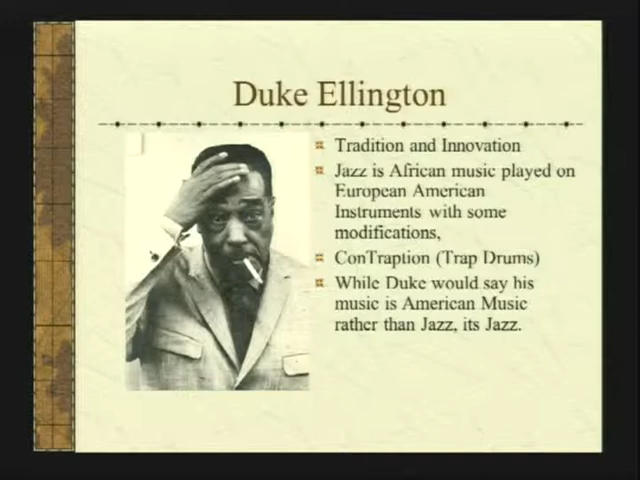 Duke Ellington
Tradition and Innovation
Jazz is African music played on
European American
Instruments with some
modifications,
ConTraption (Trap Drums)
While Duke would say his
music is American Music
rather than Jazz, its Jazz.